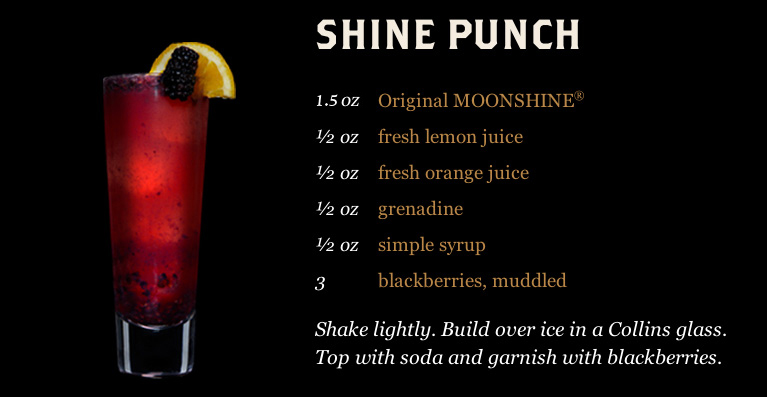 SHINE PUNCH
1.5 oz Original MOONSHINE®
½ oz fresh lemon juice
½ oz fresh orange juice
½ oz grenadine
½ oz simple syrup
3 blackberries, muddled
Shake lightly. Build over ice in a Collins glass.
Top with soda and garnish with blackberries.